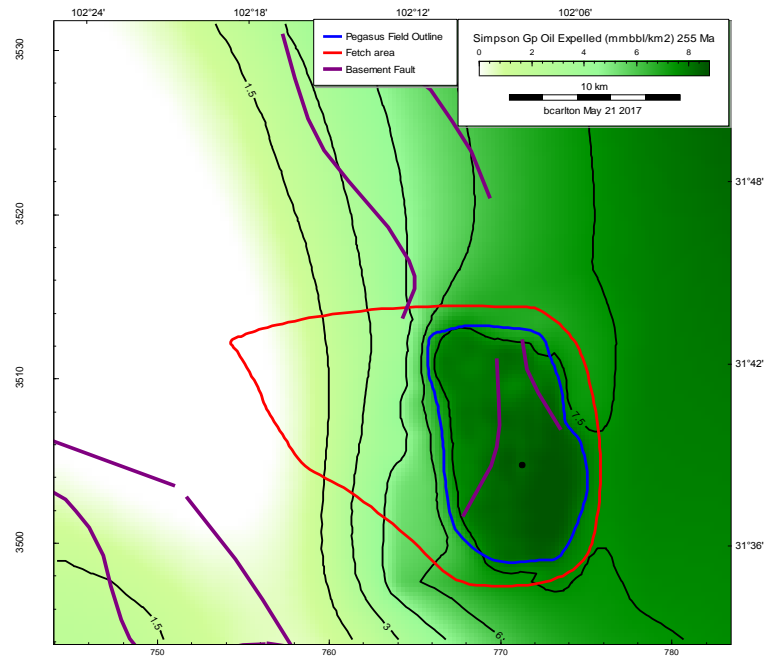 102°24' 102°18' 102°12' 102°06'
Pegasus Field Outline
Fetch area
Basement Fault
Simpson Gp Oil Expelled (mmbbl/km2) 255 Ma
0 2 4 6 8
10 km
bcarlton May 21 2017
3530
3520
3510
3500
31°48'
31°42'
31°36'
1.5
7.5
1.5
3
6
750 760 770 780